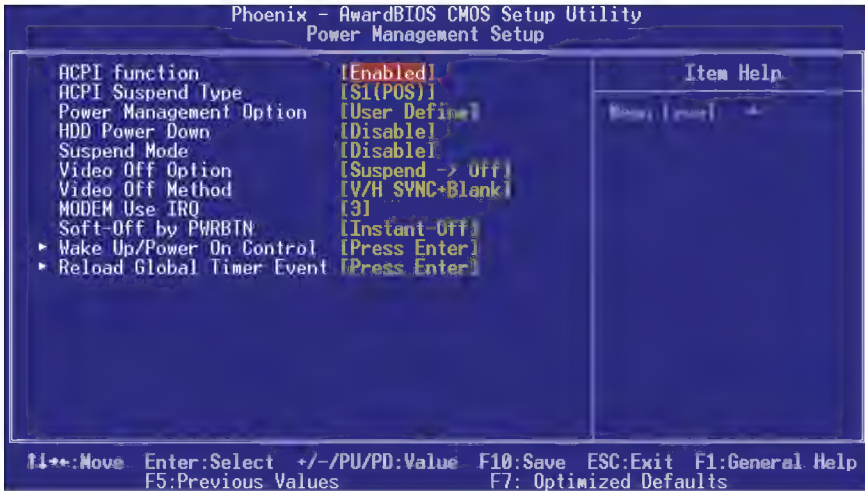 Phoenix - AwardBIOS CMOS Setup Utility
Power Management Setup
ACPI function [Enabled]
ACPI Suspend Type [S1(POS)]
Power Management Option [User Define]
HDD Power Down [Disable]
Suspend Mode [Disable]
Video Off Option [Suspend -> Off]
Video Off Method [V/H SYNC+Blank]
MODEM Use IRQ [3]
Soft-Off by PWRBTN [Instant-Off]
► Wake Up/Power On Control [Press Enter]
► Reload Global Timer Event [Press Enter]
Item Help
Menu Level
↑↓→←:Move Enter:Select +/-/PU/PD:Value F10:Save ESC:Exit F1:General Help
F5:Previous Values F7: Optimized Defaults